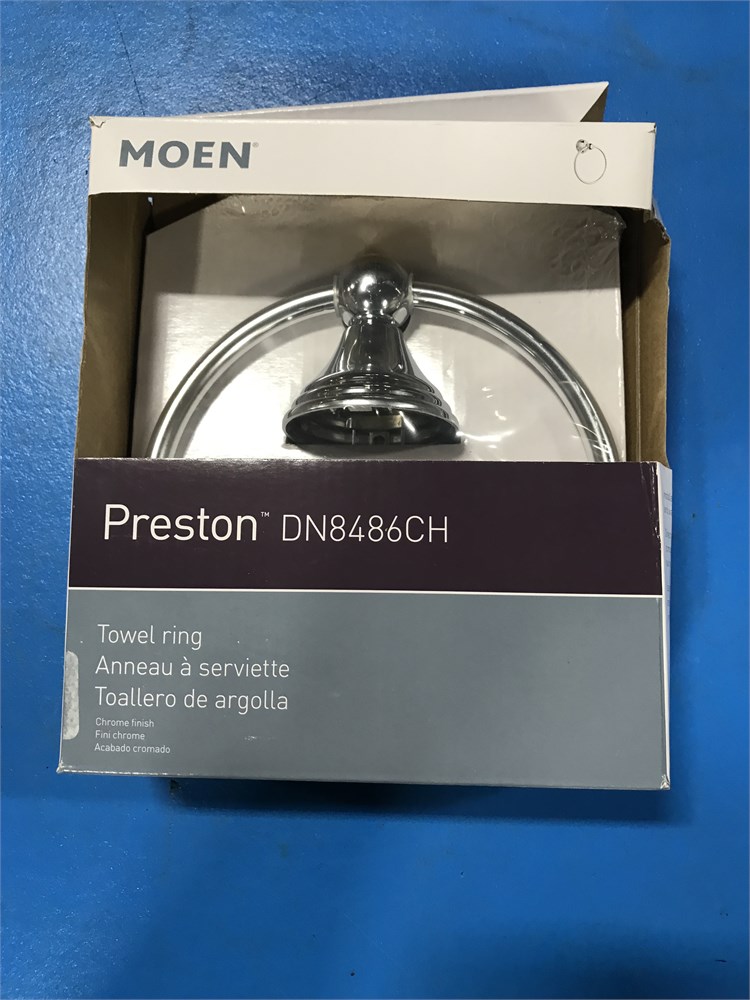 MOEN®
Preston™ DN8486CH
Towel ring
Anneau à serviette
Toallero de argolla
Chrome finish
Fini chrome
Acabado cromado